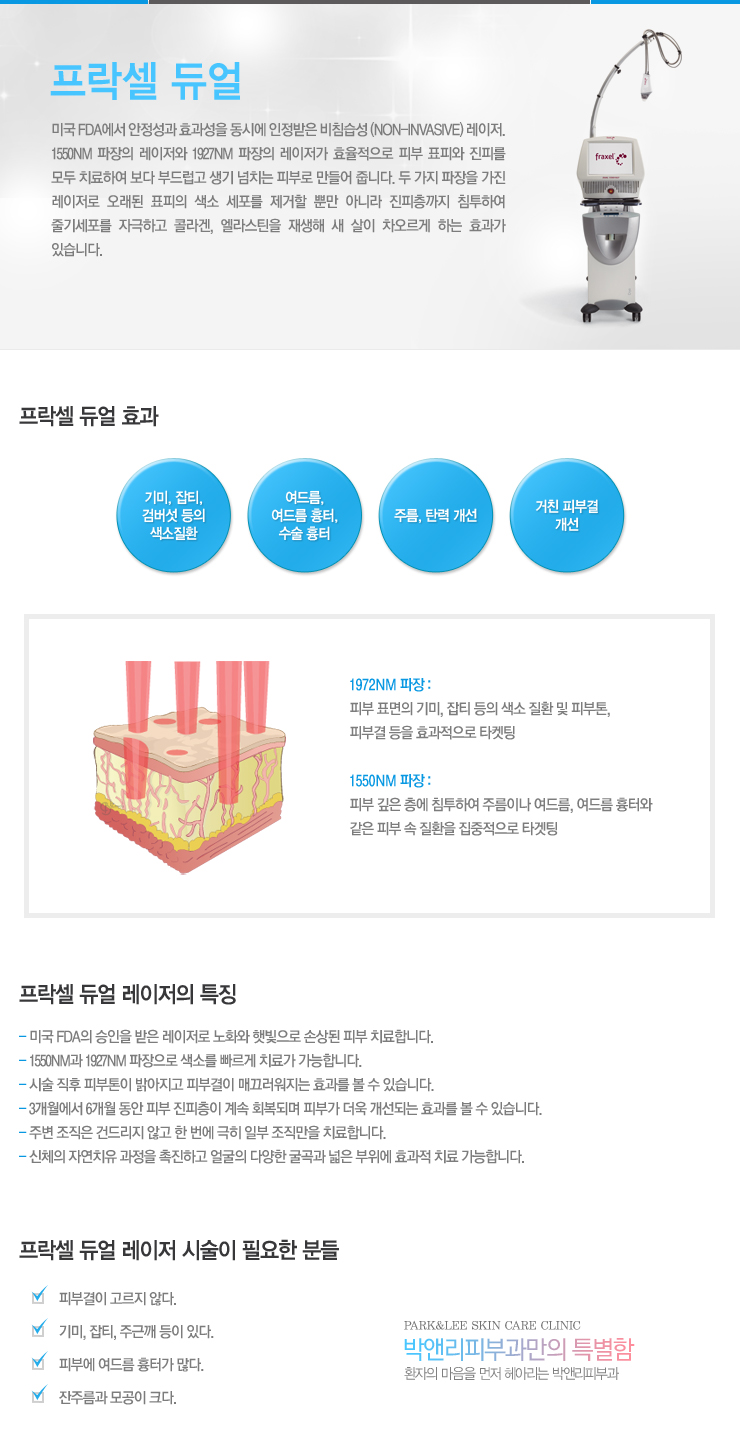 프락셀 듀얼
미국 FDA에서 안정성과 효과성을 동시에 인정받은 비침습성 (NON-INVASIVE) 레이저.
1550NM 파장의 레이저와 1927NM 파장의 레이저가 효율적으로 피부 표피와 진피를
모두 치료하여 보다 부드럽고 생기 넘치는 피부로 만들어 줍니다. 두 가지 파장을 가진
레이저로 오래된 표피의 색소 세포를 제거할 뿐만 아니라 진피층까지 침투하여
줄기세포를 자극하고 콜라겐, 엘라스틴을 재생해 새 살이 차오르게 하는 효과가
있습니다.
fraxel
프락셀 듀얼 효과
기미, 잡티,
검버섯 등의
색소질환
여드름,
여드름 흉터,
수술 흉터
주름, 탄력 개선
거친 피부결
개선
1972NM 파장 :
피부 표면의 기미, 잡티 등의 색소 질환 및 피부톤,
피부결 등을 효과적으로 타켓팅
1550NM 파장 :
피부 깊은 층에 침투하여 주름이나 여드름, 여드름 흉터와
같은 피부 속 질환을 집중적으로 타겟팅
프락셀 듀얼 레이저의 특징
- 미국 FDA의 승인을 받은 레이저로 노화와 햇빛으로 손상된 피부 치료합니다.
- 1550NM과 1927NM 파장으로 색소를 빠르게 치료가 가능합니다.
- 시술 직후 피부톤이 밝아지고 피부결이 매끄러워지는 효과를 볼 수 있습니다.
- 3개월에서 6개월 동안 피부 진피층이 계속 회복되며 피부가 더욱 개선되는 효과를 볼 수 있습니다.
- 주변 조직은 건드리지 않고 한 번에 극히 일부 조직만을 치료합니다.
- 신체의 자연치유 과정을 촉진하고 얼굴의 다양한 굴곡과 넓은 부위에 효과적 치료 가능합니다.
프락셀 듀얼 레이저 시술이 필요한 분들
피부결이 고르지 않다.
기미, 잡티, 주근깨 등이 있다.
피부에 여드름 흉터가 많다.
잔주름과 모공이 크다.
PARK&LEE SKIN CARE CLINIC
박앤리피부과만의 특별함
환자의 마음을 먼저 헤아리는 박앤리피부과